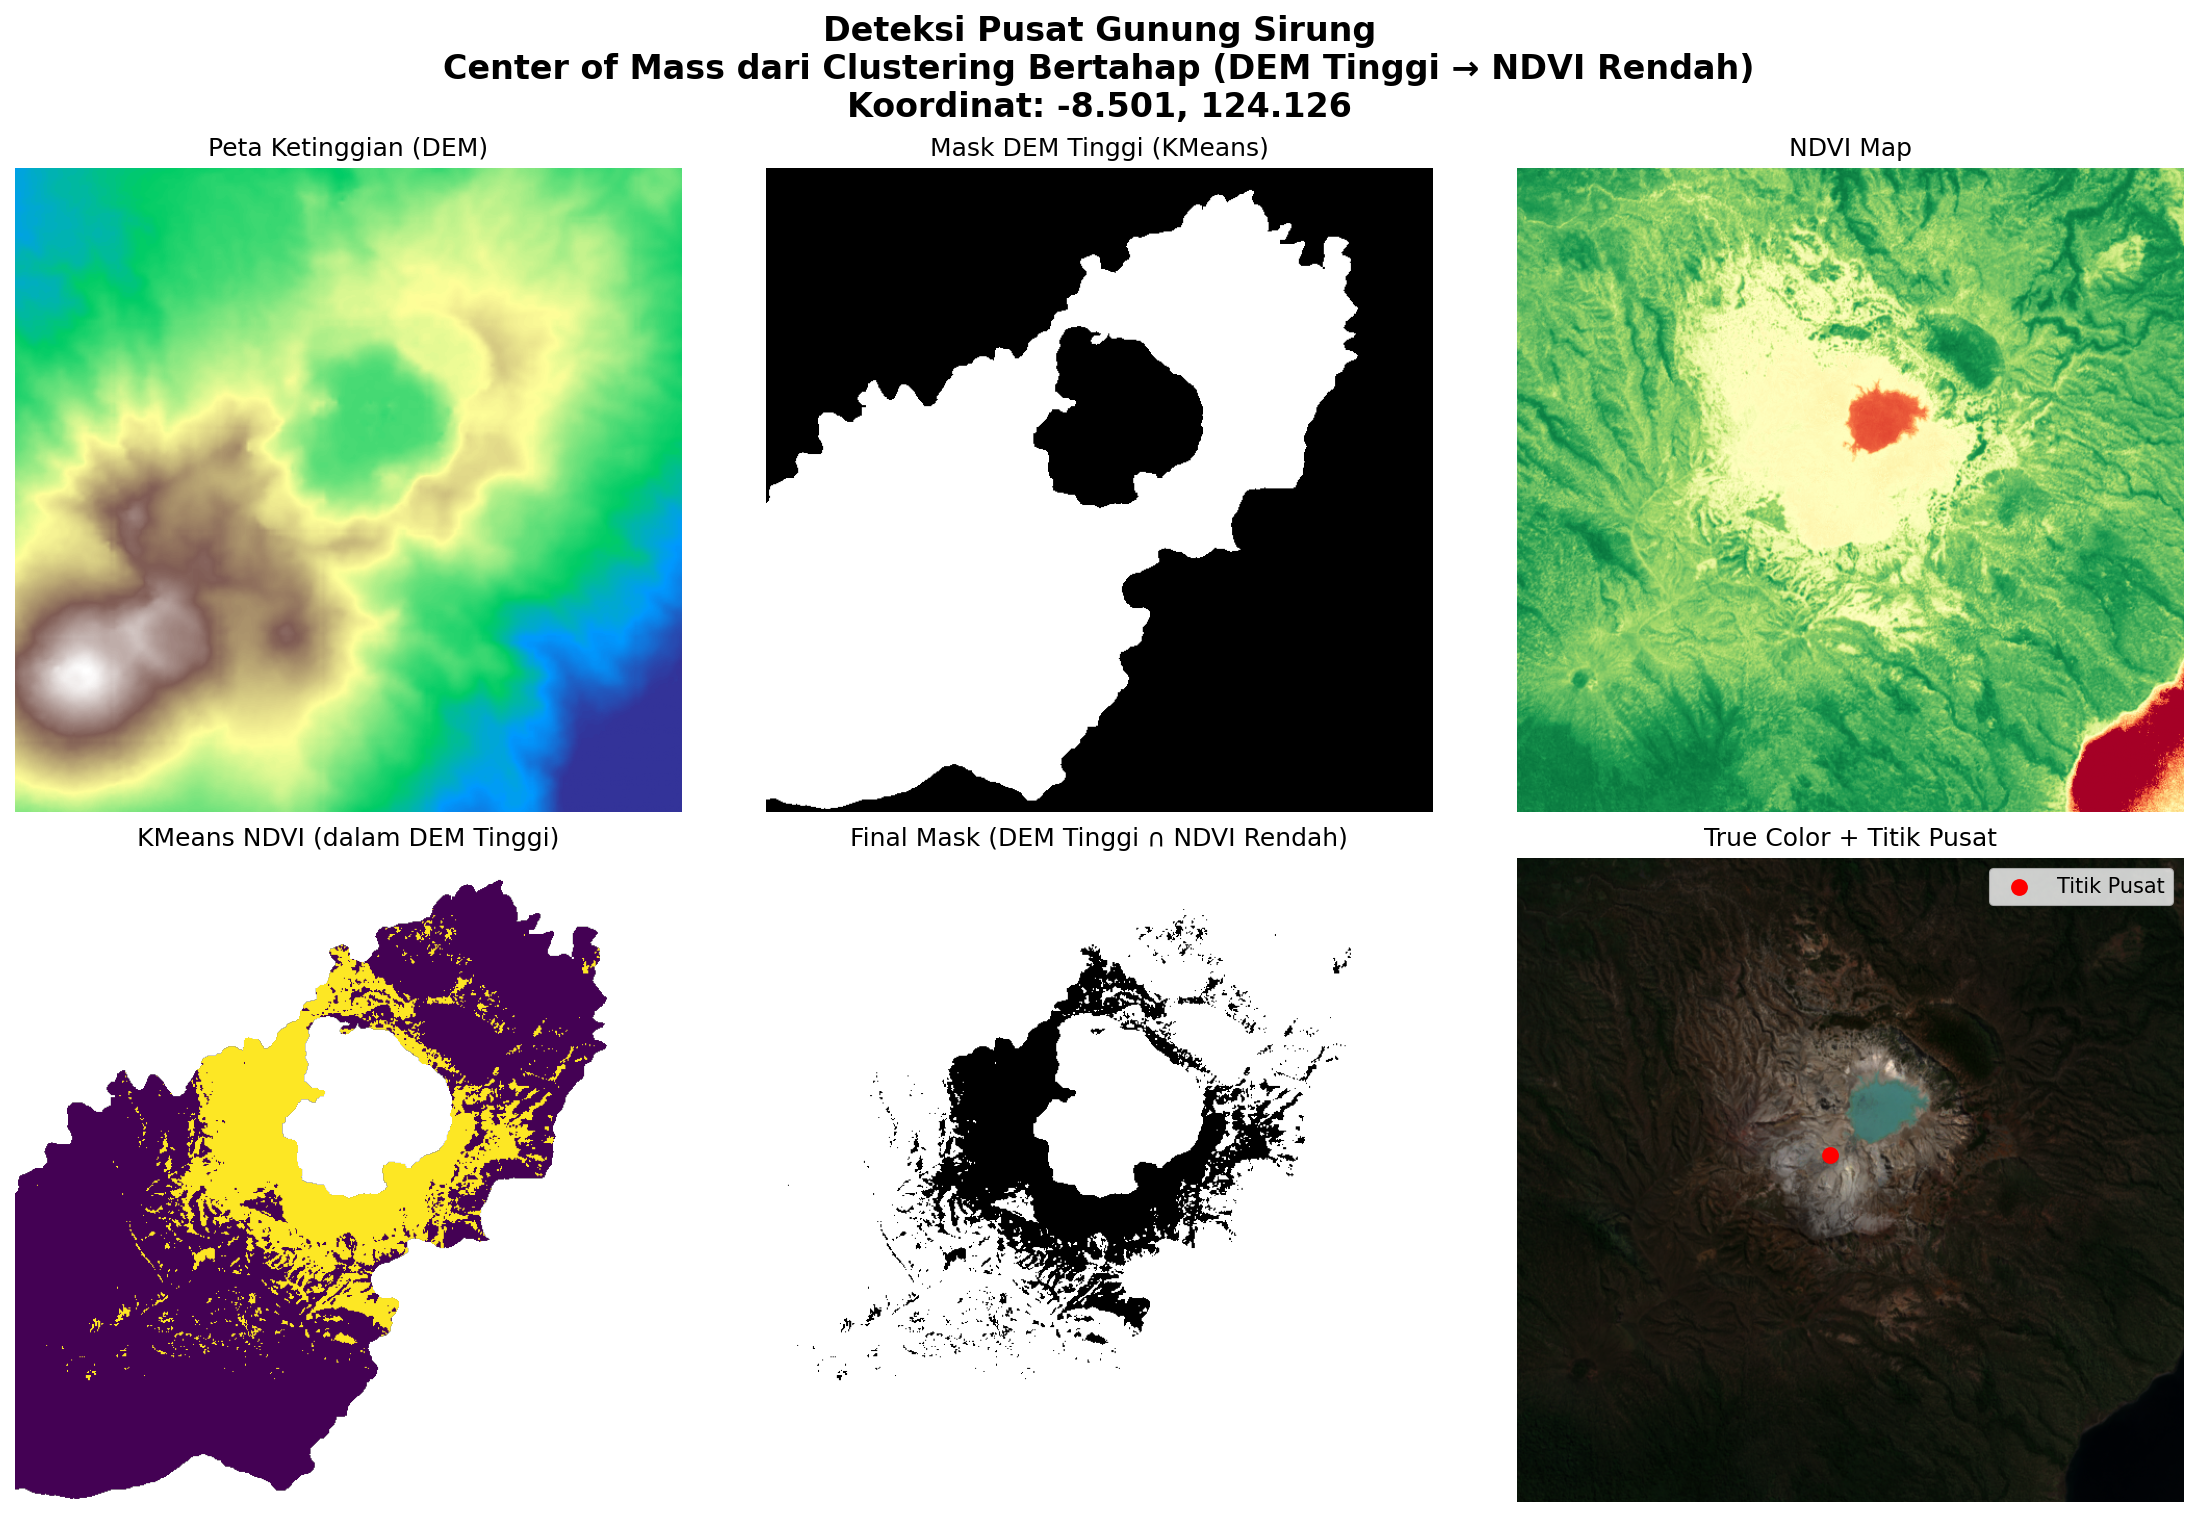 Deteksi Pusat Gunung Sirung
Center of Mass dari Clustering Bertahap (DEM Tinggi → NDVI Rendah)
Koordinat: -8.501, 124.126
Peta Ketinggian (DEM)
Mask DEM Tinggi (KMeans)
NDVI Map
KMeans NDVI (dalam DEM Tinggi)
Final Mask (DEM Tinggi ∩ NDVI Rendah)
True Color + Titik Pusat
Titik Pusat